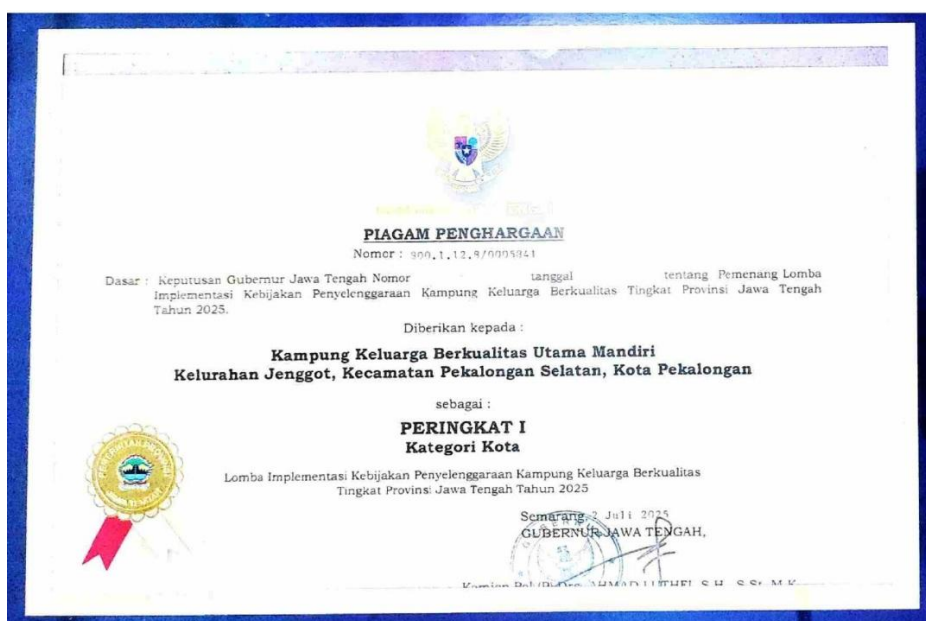 PIAGAM PENGHARGAAN
Nomor : 900.1.12.8/0005841
Dasar : Keputusan Gubernur Jawa Tengah Nomor tanggal tentang Pemenang Lomba
Implementasi Kebijakan Penyelenggaraan Kampung Keluarga Berkualitas Tingkat Provinsi Jawa Tengah
Tahun 2025.
Diberikan kepada :
Kampung Keluarga Berkualitas Utama Mandiri
Kelurahan Jenggot, Kecamatan Pekalongan Selatan, Kota Pekalongan
sebagai :
PERINGKAT I
Kategori Kota
Lomba Implementasi Kebijakan Penyelenggaraan Kampung Keluarga Berkualitas
Tingkat Provinsi Jawa Tengah Tahun 2025
Semarang, 2 Juli 2025
GUBERNUR JAWA TENGAH,
AHMAD LUTHFI, S.H.